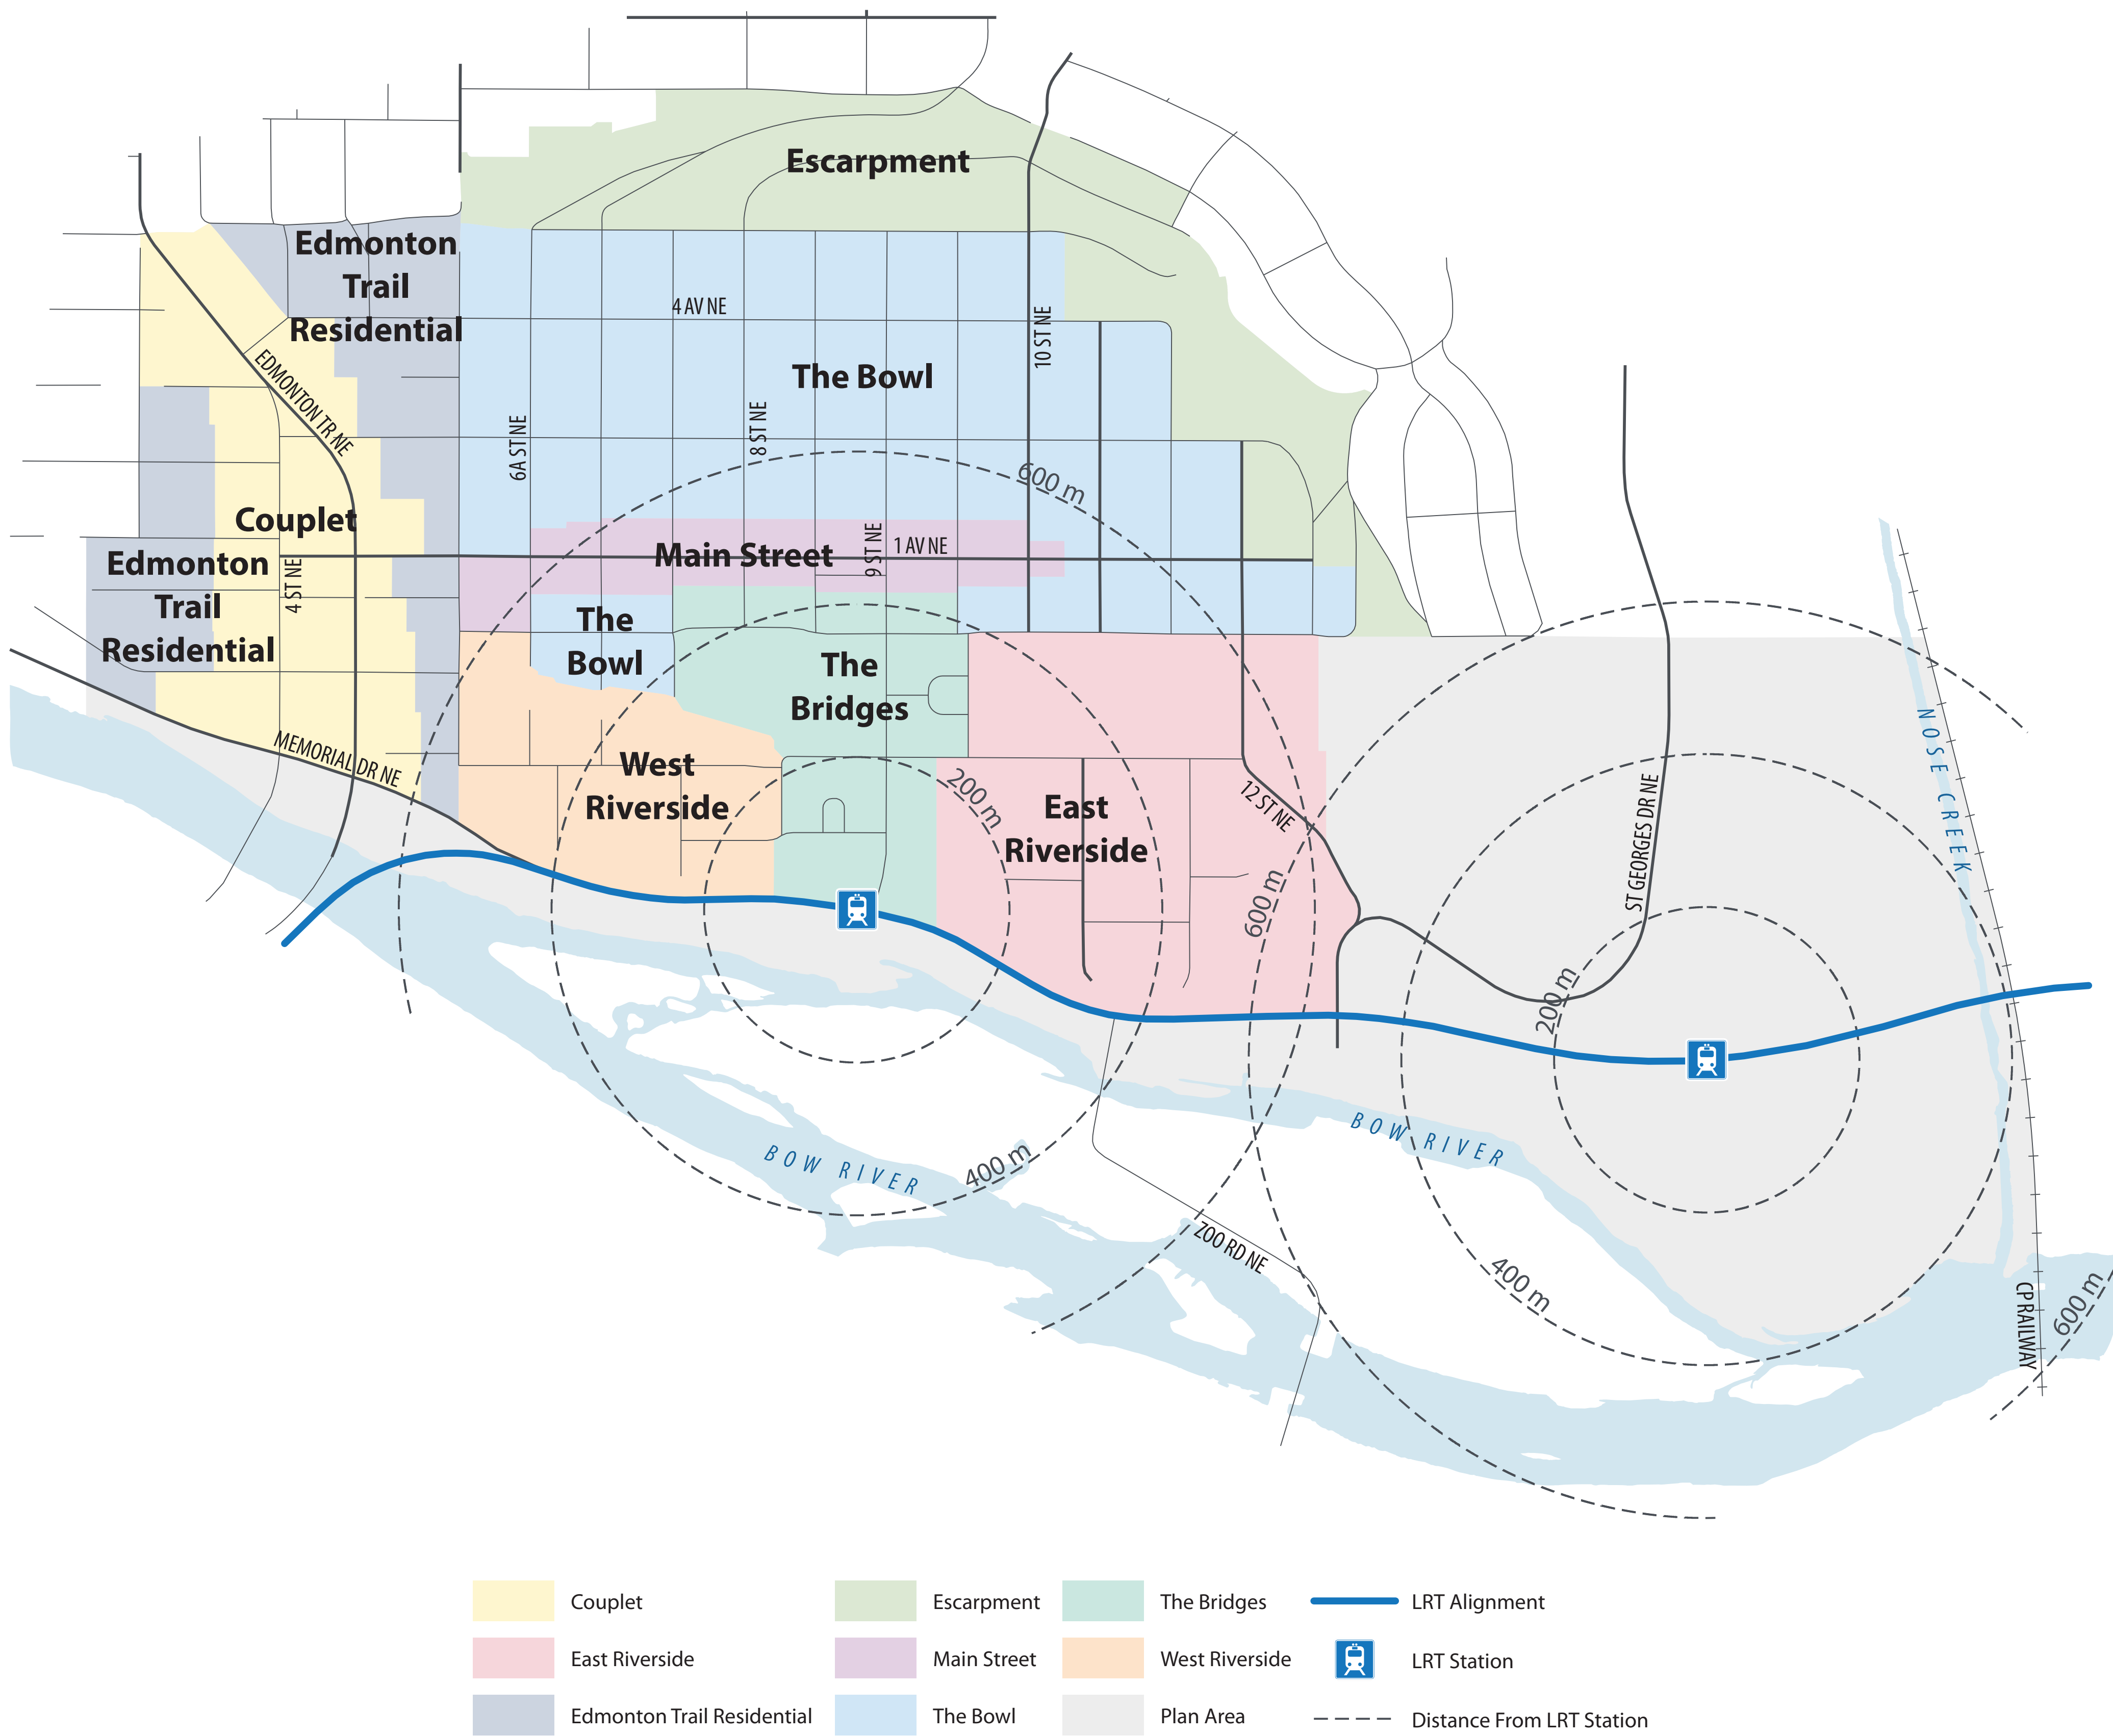 Escarpment
Edmonton
Trail
Residential
4 AV NE
10 ST NE
The Bowl
EDMONTON TR NE
6A ST NE
8 ST NE
600 m
Couplet
Main Street
9 ST NE
1 AV NE
Edmonton
Trail
Residential
4 ST NE
The
Bowl
The
Bridges
MEMORIAL DR NE
West
Riverside
200 m
East
Riverside
12 ST NE
600 m
ST GEORGES DR NE
NOSE CREEK
200 m
BOW RIVER
400 m
BOW RIVER
ZOO RD NE
400 m
CP RAILWAY
600 m
Couplet
Escarpment
The Bridges
LRT Alignment
East Riverside
Main Street
West Riverside
LRT Station
Edmonton Trail Residential
The Bowl
Plan Area
Distance From LRT Station